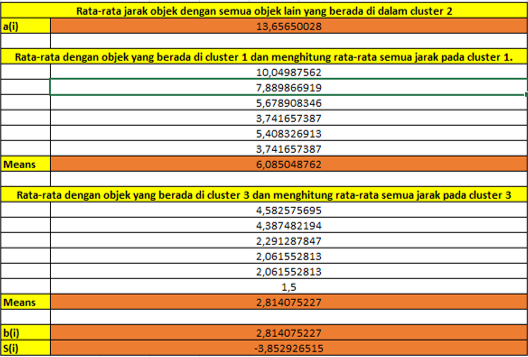 Rata-rata jarak objek dengan semua objek lain yang berada di dalam cluster 2
a(i) 13,65650028
Rata-rata dengan objek yang berada di cluster 1 dan menghitung rata-rata semua jarak pada cluster 1.
10,04987562
7,889866919
5,678908346
3,741657387
5,408326913
3,741657387
Means 6,085048762
Rata-rata dengan objek yang berada di cluster 3 dan menghitung rata-rata semua jarak pada cluster 3
4,582575695
4,387482194
2,291287847
2,061552813
2,061552813
1,5
Means 2,814075227
b(i) 2,814075227
S(i) -3,852926515